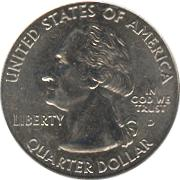 UNITED STATES OF AMERICA
LIBERTY
IN
GOD WE
TRUST
D
QUARTER DOLLAR